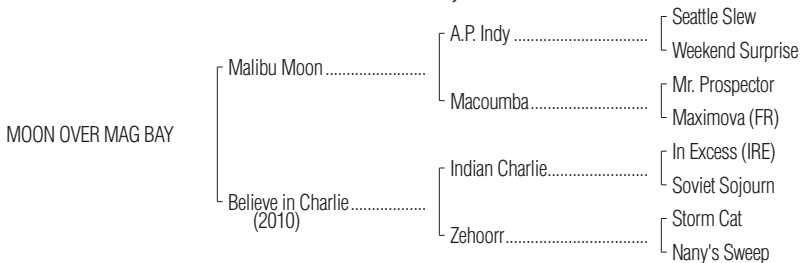 Seattle Slew
A.P. Indy ..............................
Weekend Surprise
Malibu Moon ........................
Mr. Prospector
Macoumba..........................
Maximova (FR)
MOON OVER MAG BAY
In Excess (IRE)
Indian Charlie......................
Soviet Sojourn
Believe in Charlie.................
(2010)
Storm Cat
Zehoorr...............................
Nany's Sweep